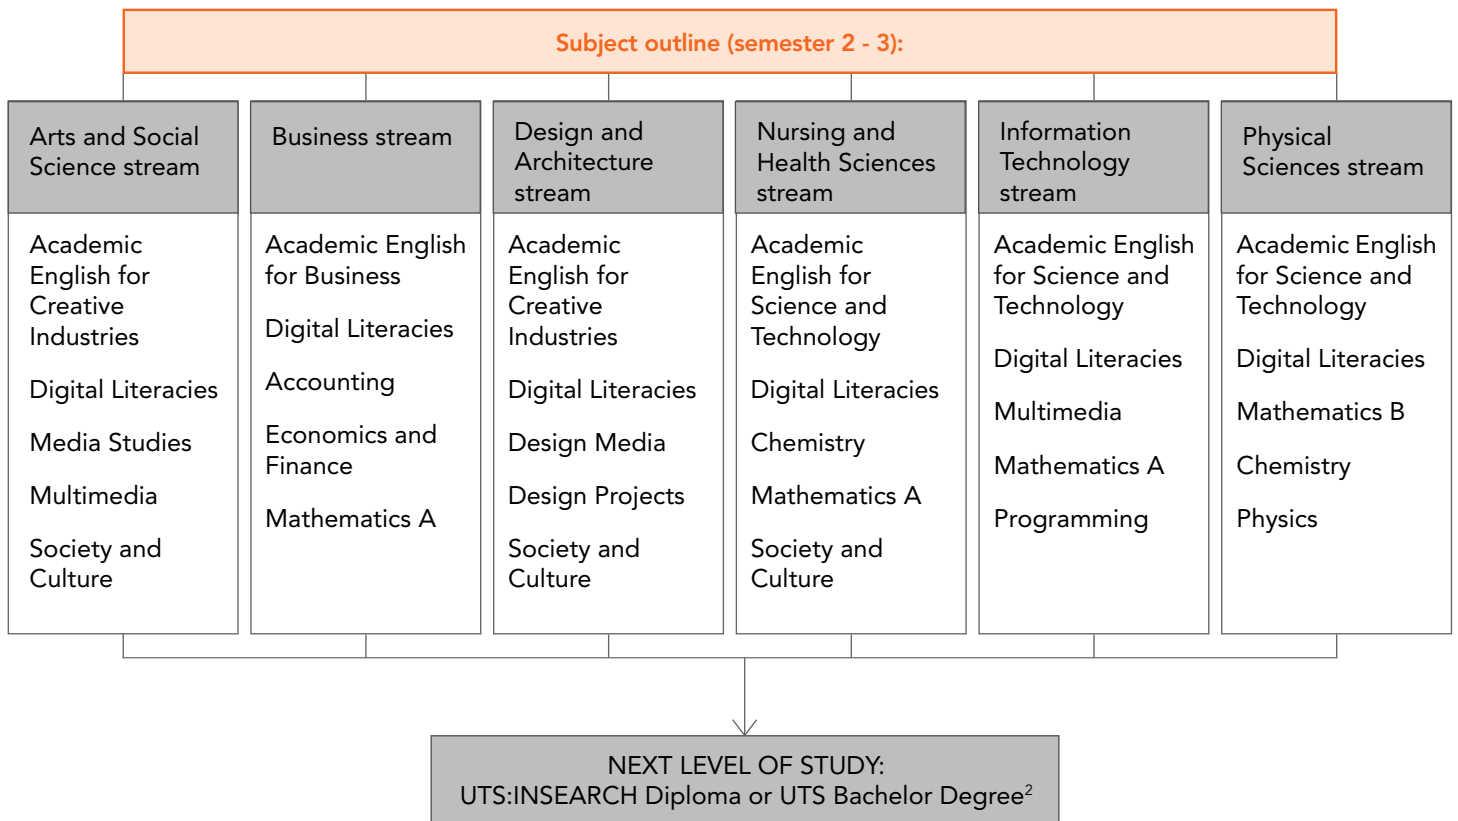 Subject outline (semester 2 - 3):
Arts and Social
Science stream
Academic
English for
Creative
Industries
Digital Literacies
Media Studies
Multimedia
Society and
Culture
Business stream
Academic English
for Business
Digital Literacies
Accounting
Economics and
Finance
Mathematics A
Design and
Architecture
stream
Academic
English for
Creative
Industries
Digital Literacies
Design Media
Design Projects
Society and
Culture
Nursing and
Health Sciences
stream
Academic
English for
Science and
Technology
Digital Literacies
Chemistry
Mathematics A
Society and
Culture
Information
Technology
stream
Academic English
for Science and
Technology
Digital Literacies
Multimedia
Mathematics A
Programming
Physical
Sciences stream
Academic English
for Science and
Technology
Digital Literacies
Mathematics B
Chemistry
Physics
NEXT LEVEL OF STUDY:
UTS:INSEARCH Diploma or UTS Bachelor Degree²